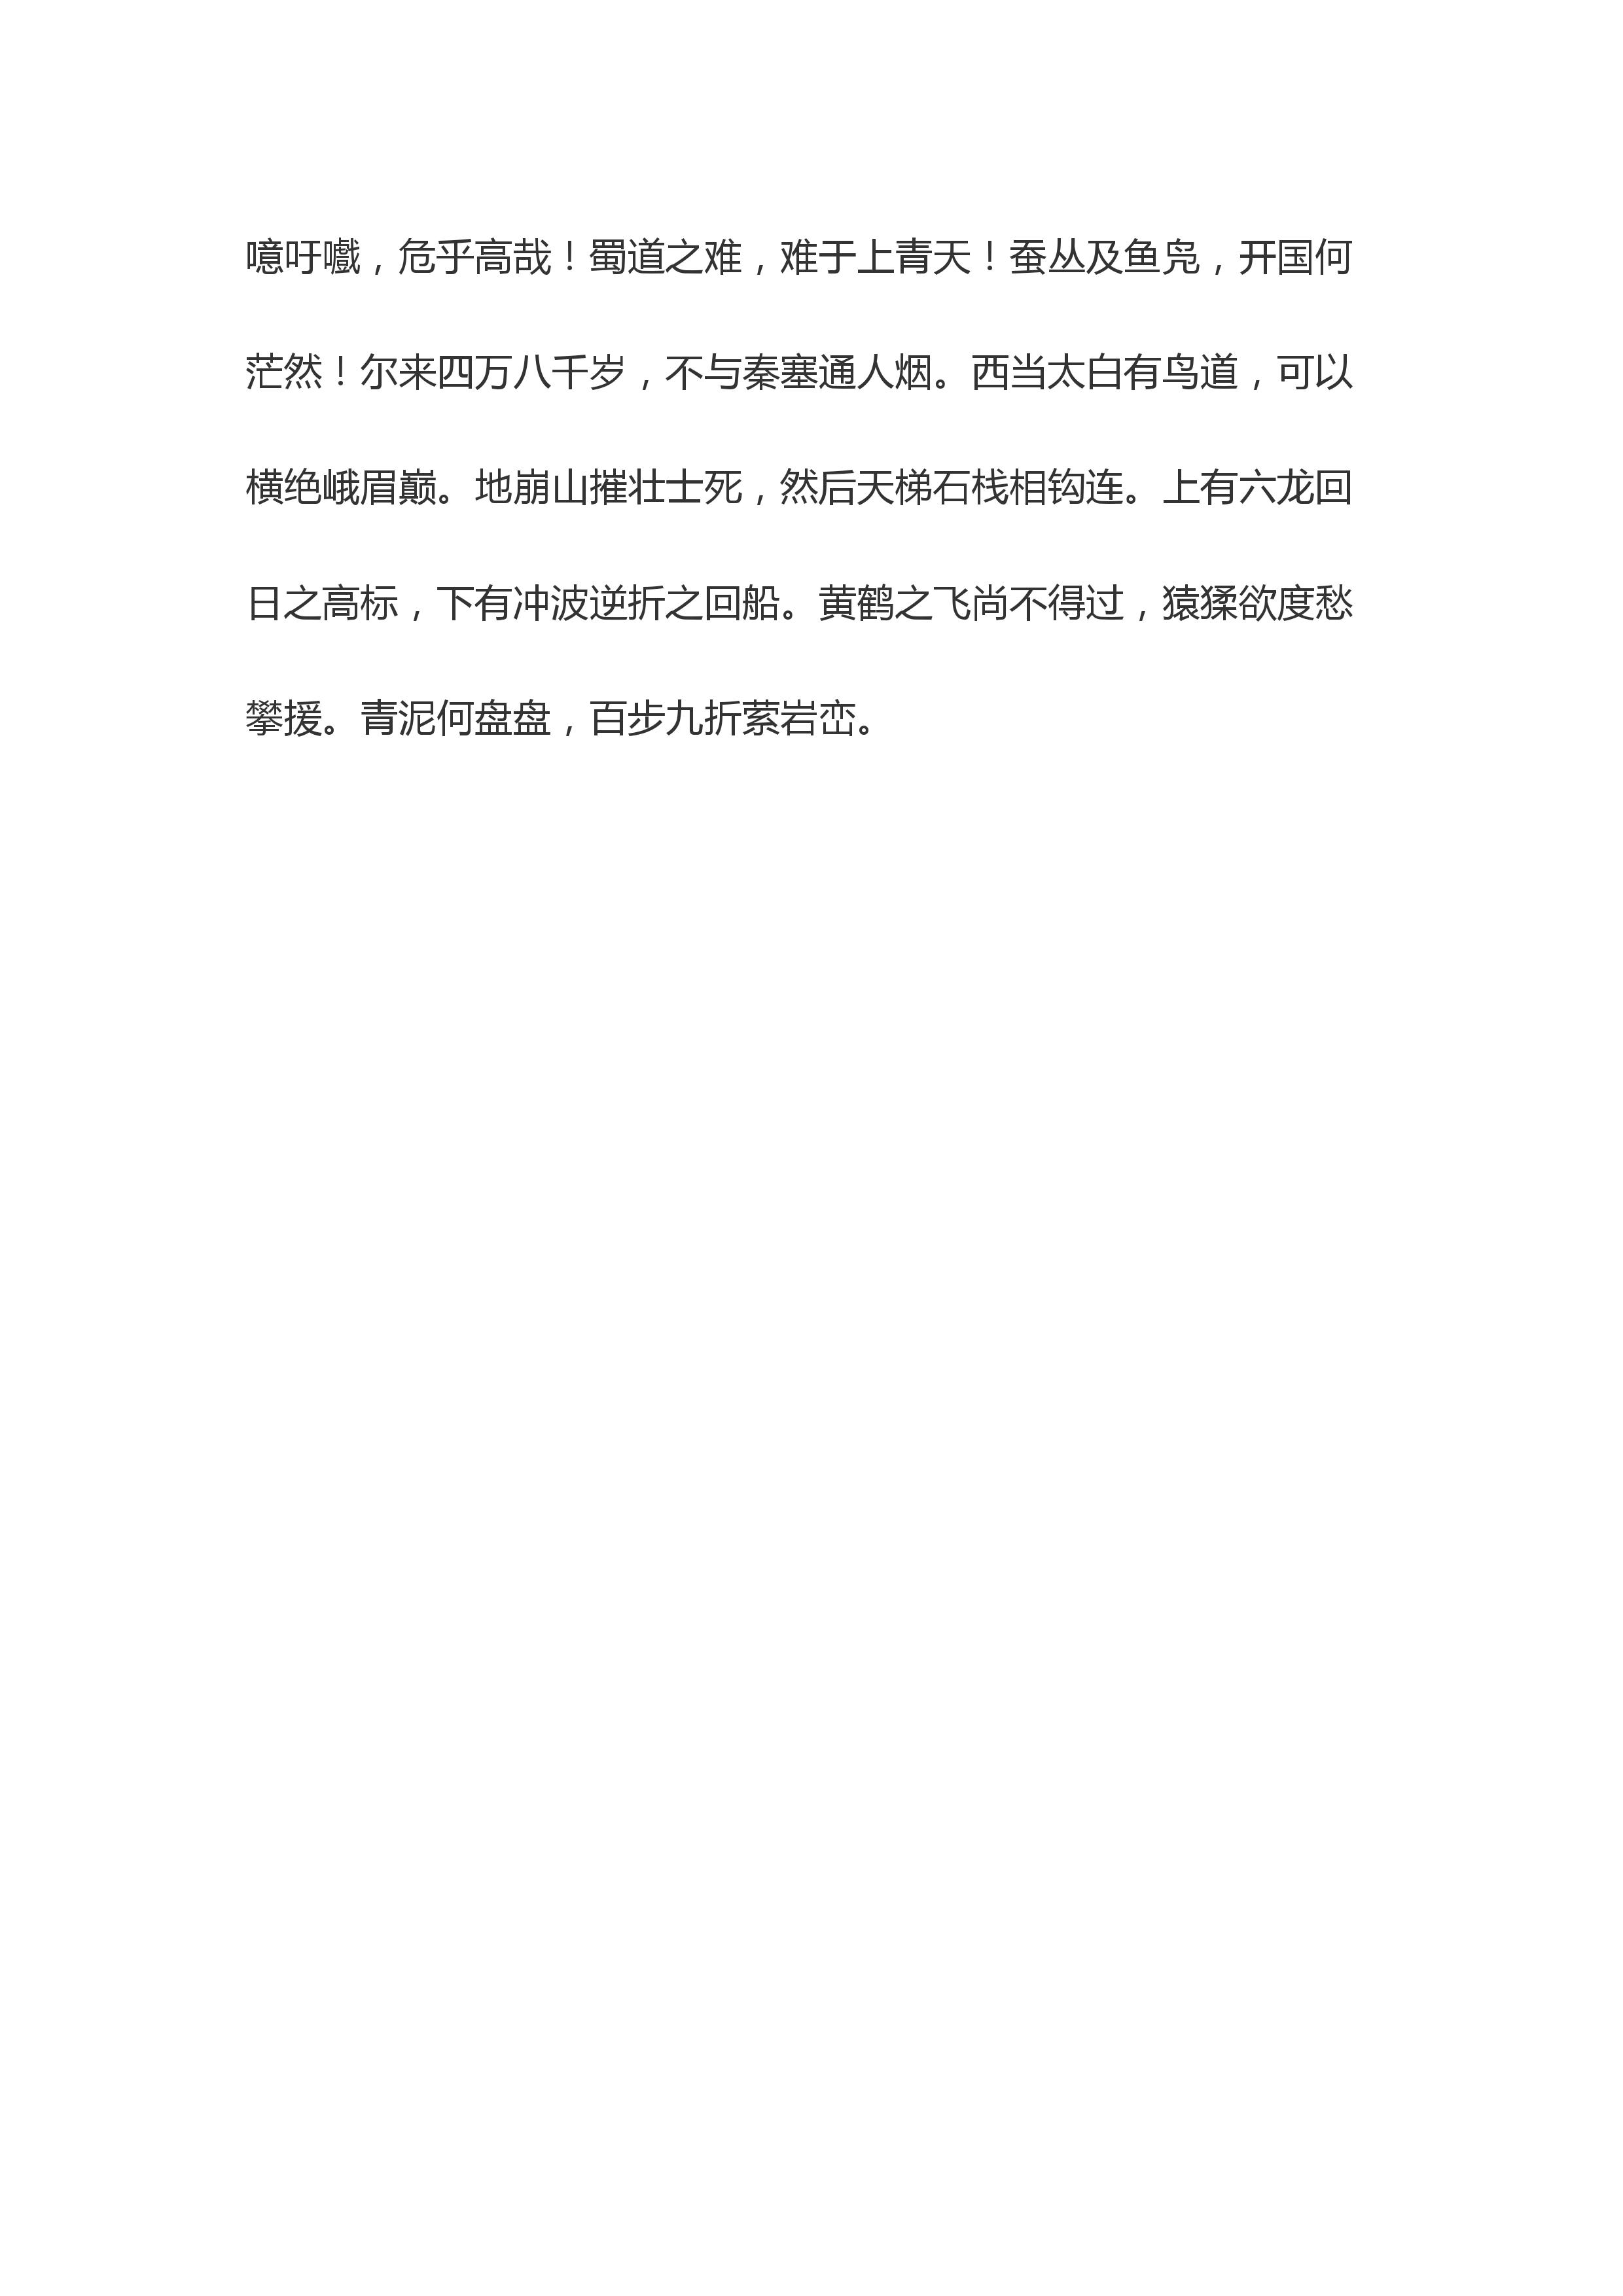 噫吁嚱，危乎高哉！蜀道之难，难于上青天！蚕丛及鱼凫，开国何
茫然！尔来四万八千岁，不与秦塞通人烟。西当太白有鸟道，可以
横绝峨眉巅。地崩山摧壮士死，然后天梯石栈相钩连。上有六龙回
日之高标，下有冲波逆折之回船。黄鹤之飞尚不得过，猿猱欲度愁
攀援。青泥何盘盘，百步九折萦岩峦。